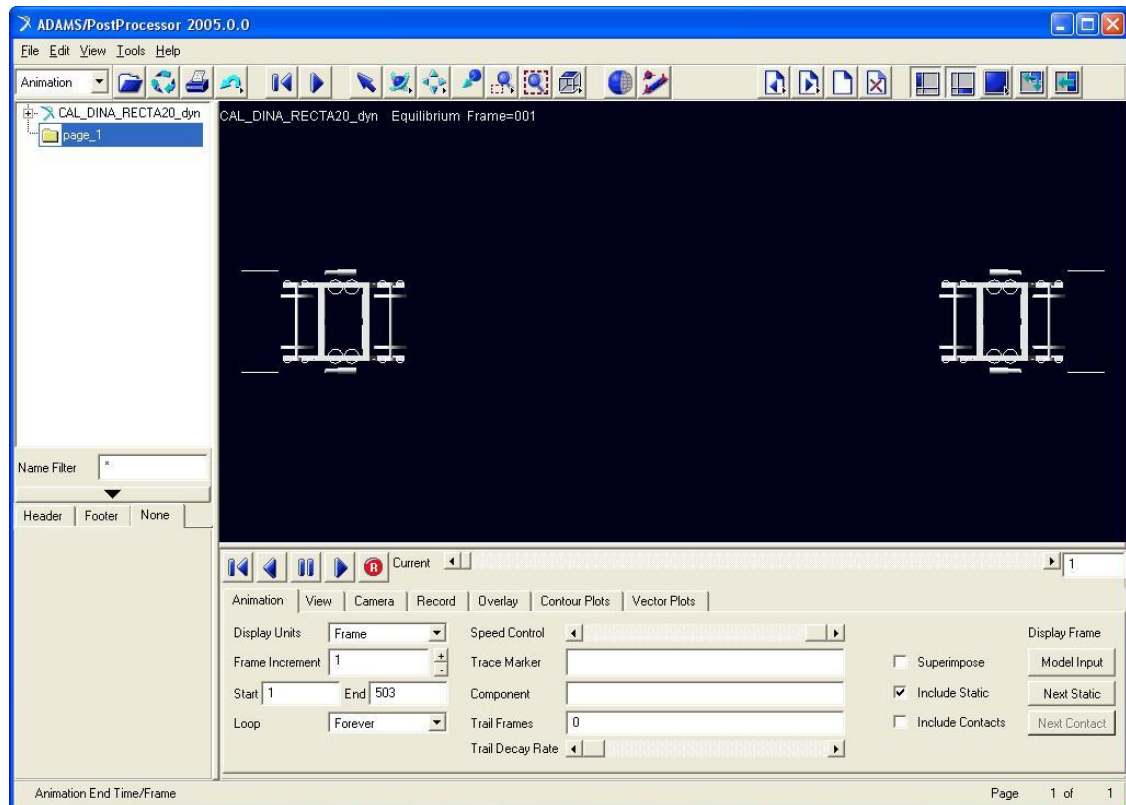 ADAMS/PostProcessor 2005.0.0
File Edit View Tools Help
Animation
CAL_DINA_RECTA20_dyn
page_1
CAL_DINA_RECTA20_dyn Equilibrium Frame=001
Name Filter *
Header Footer None
R Current 1
Animation View Camera Record Overlay Contour Plots Vector Plots
Display Units Frame Speed Control Display Frame
Frame Increment 1 + - Trace Marker Superimpose Model Input
Start 1 End 503 Component Include Static Next Static
Loop Forever Trail Frames 0 Include Contacts Next Contact
Trail Decay Rate
Animation End Time/Frame Page 1 of 1